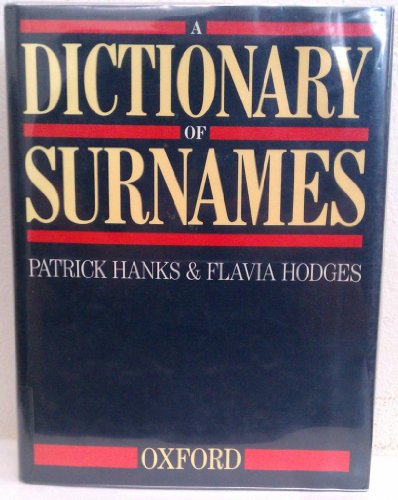 A
DICTIONARY
OF
SURNAMES
PATRICK HANKS & FLAVIA HODGES
OXFORD